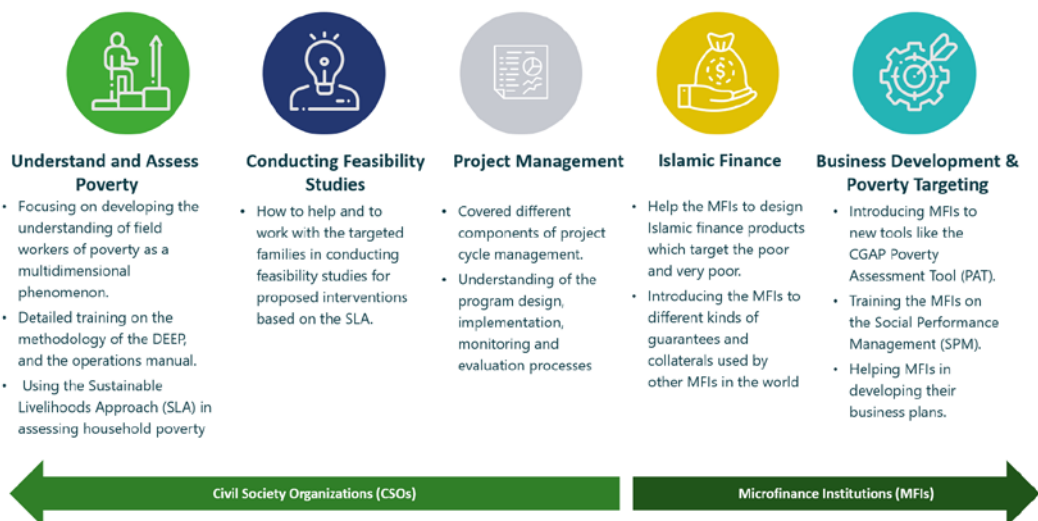 Understand and Assess
Poverty
• Focusing on developing the
understanding of field
workers of poverty as a
multidimensional
phenomenon.
• Detailed training on the
methodology of the DEEP,
and the operations manual.
• Using the Sustainable
Livelihoods Approach (SLA) in
assessing household poverty
Conducting Feasibility
Studies
• How to help and to
work with the targeted
families in conducting
feasibility studies for
proposed interventions
based on the SLA.
Project Management
• Covered different
components of project
cycle management.
• Understanding of the
program design,
implementation,
monitoring and
evaluation processes
$
Islamic Finance
• Help the MFIs to design
Islamic finance products
which target the poor
and very poor.
• Introducing the MFIs to
different kinds of
guarantees and
collaterals used by
other MFIs in the world
Business Development &
Poverty Targeting
• Introducing MFIs to
new tools like the
CGAP Poverty
Assessment Tool (PAT).
• Training the MFIs on
the Social Performance
Management (SPM).
• Helping MFIs in
developing their
business plans.
Civil Society Organizations (CSOs)
Microfinance Institutions (MFIs)